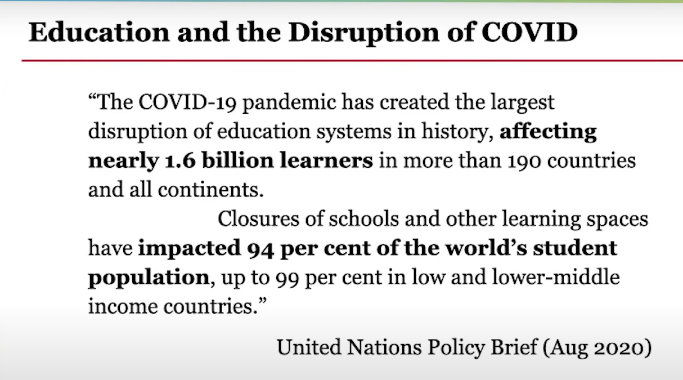 Education and the Disruption of COVID
“The COVID-19 pandemic has created the largest
disruption of education systems in history, affecting
nearly 1.6 billion learners in more than 190 countries
and all continents.
Closures of schools and other learning spaces
have impacted 94 per cent of the world’s student
population, up to 99 per cent in low and lower-middle
income countries.”
United Nations Policy Brief (Aug 2020)